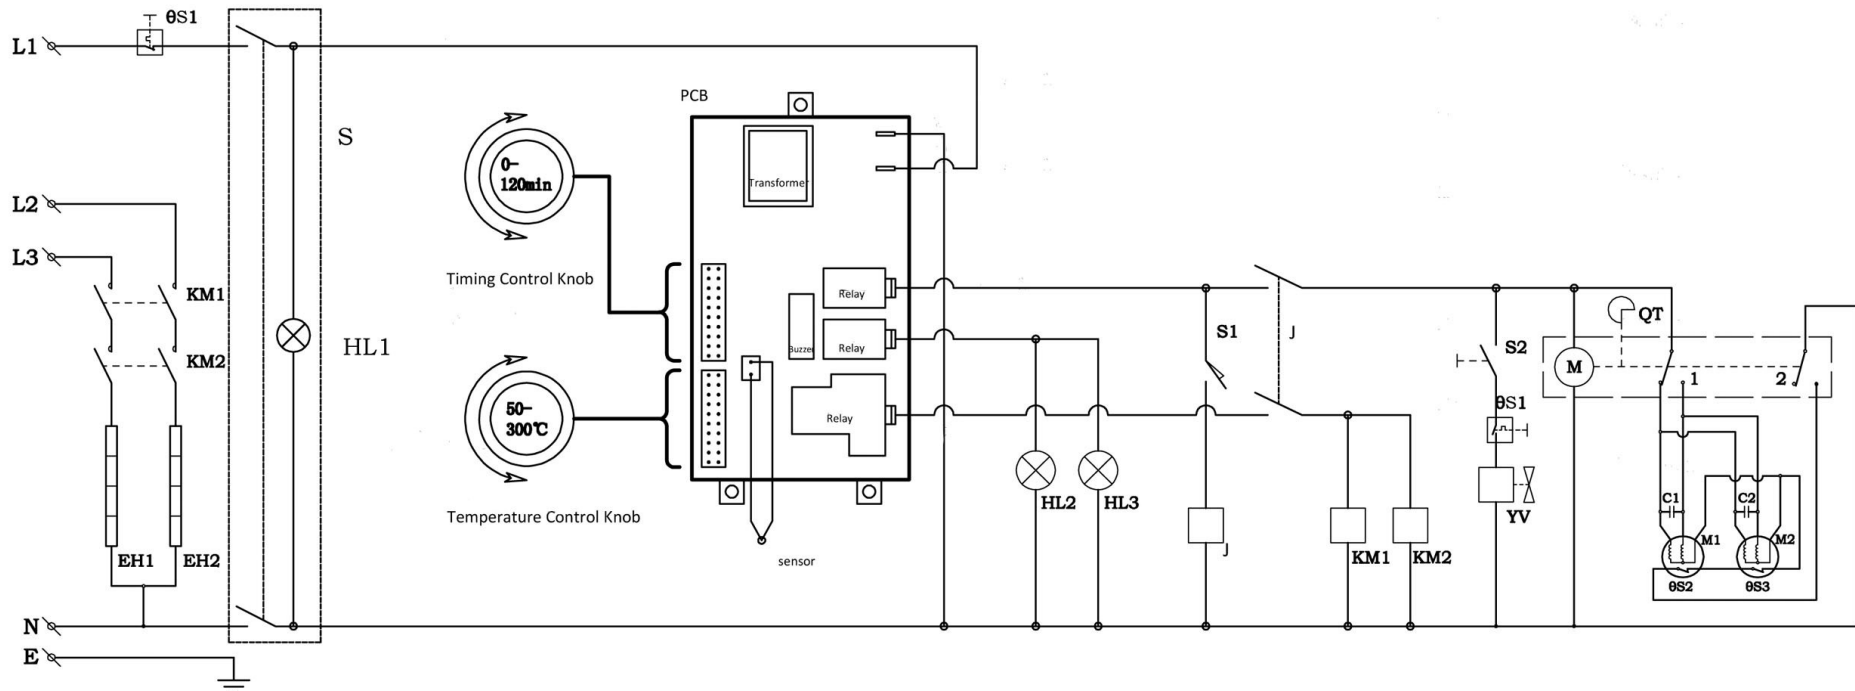 θS1
L1
PCB
S
0-
120min
Transformer
L2
L3
Timing Control Knob
KM1
Relay
S1
J
QT
HL1
Buzzer
Relay
S2
KM2
M
1
2
50-
300℃
Relay
θS1
HL2
HL3
YV
C1
C2
Temperature Control Knob
EH1
EH2
sensor
J
KM1
KM2
M1
M2
θS2
θS3
N
E